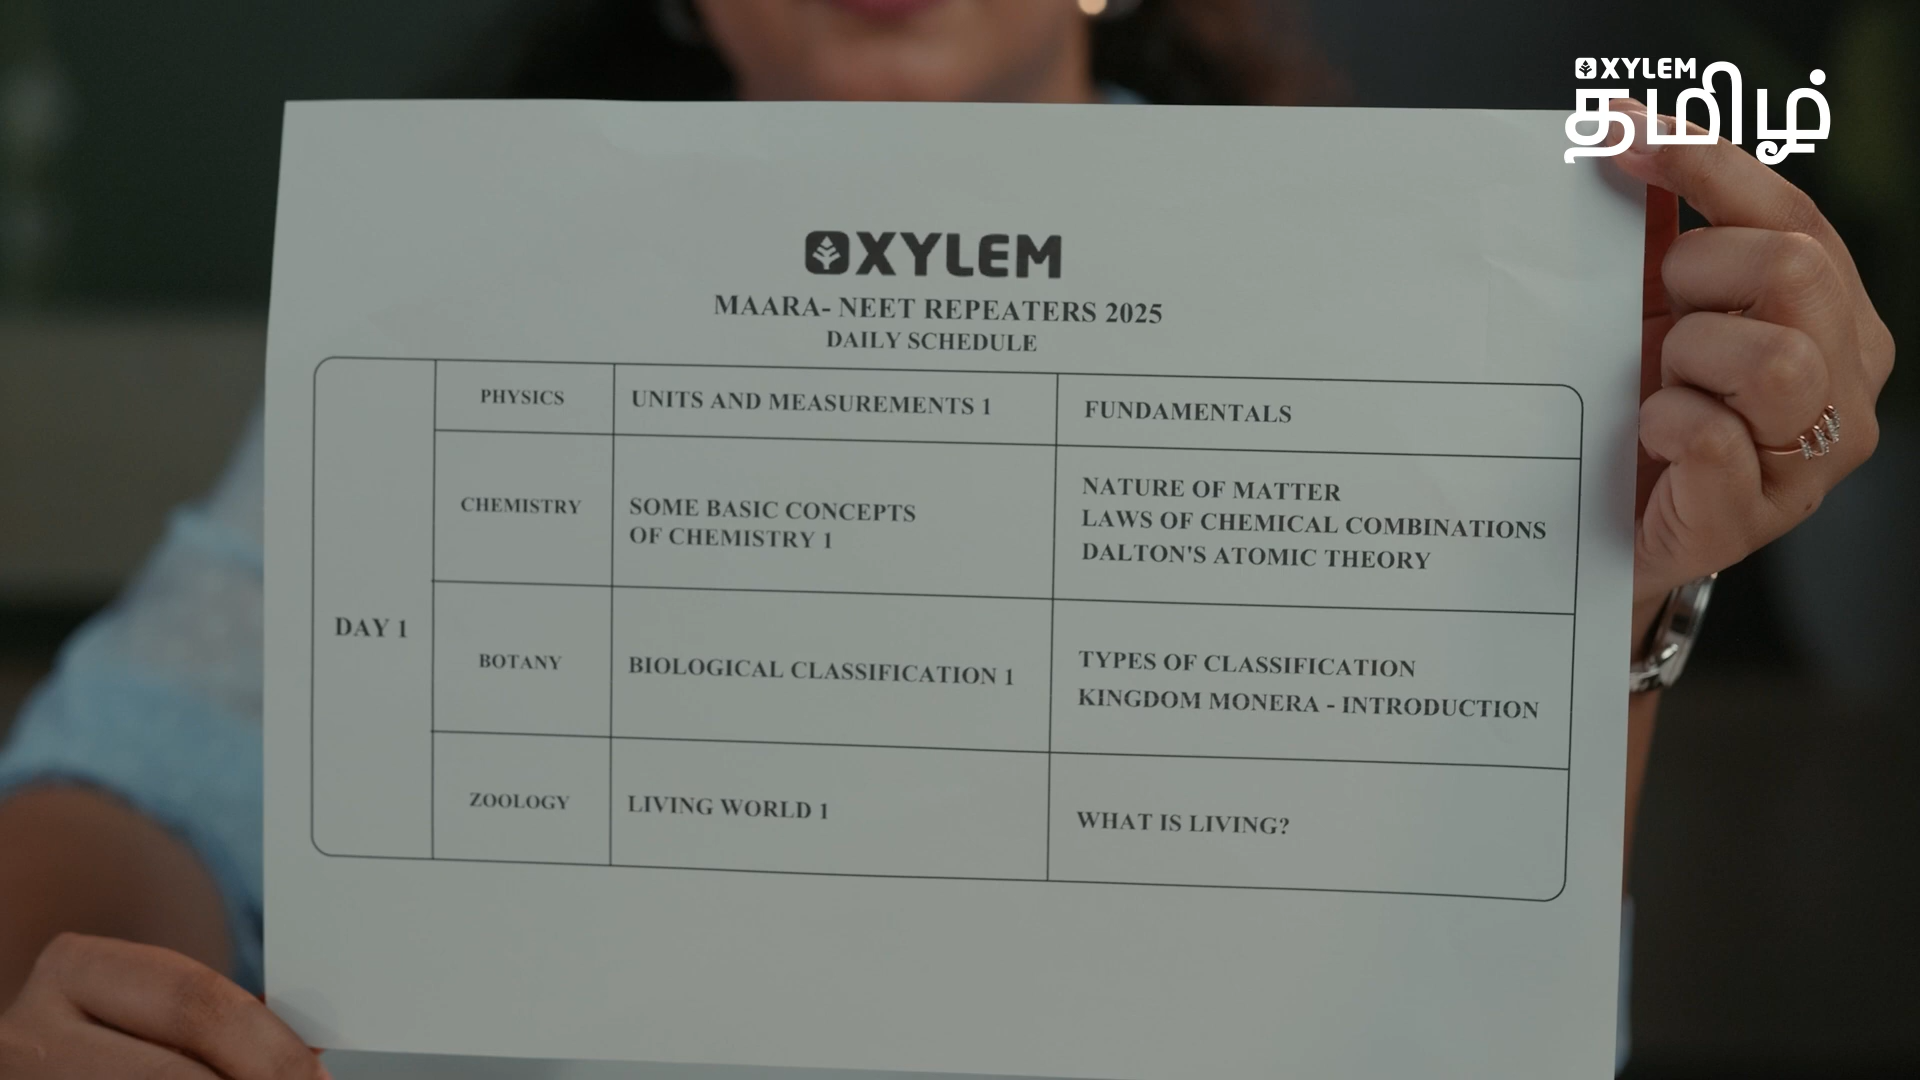 XYLEM
தமிழ்
XYLEM
MAARA- NEET REPEATERS 2025
DAILY SCHEDULE
DAY 1
PHYSICS
UNITS AND MEASUREMENTS 1
FUNDAMENTALS
CHEMISTRY
SOME BASIC CONCEPTS
OF CHEMISTRY 1
NATURE OF MATTER
LAWS OF CHEMICAL COMBINATIONS
DALTON'S ATOMIC THEORY
BOTANY
BIOLOGICAL CLASSIFICATION 1
TYPES OF CLASSIFICATION
KINGDOM MONERA - INTRODUCTION
ZOOLOGY
LIVING WORLD 1
WHAT IS LIVING?